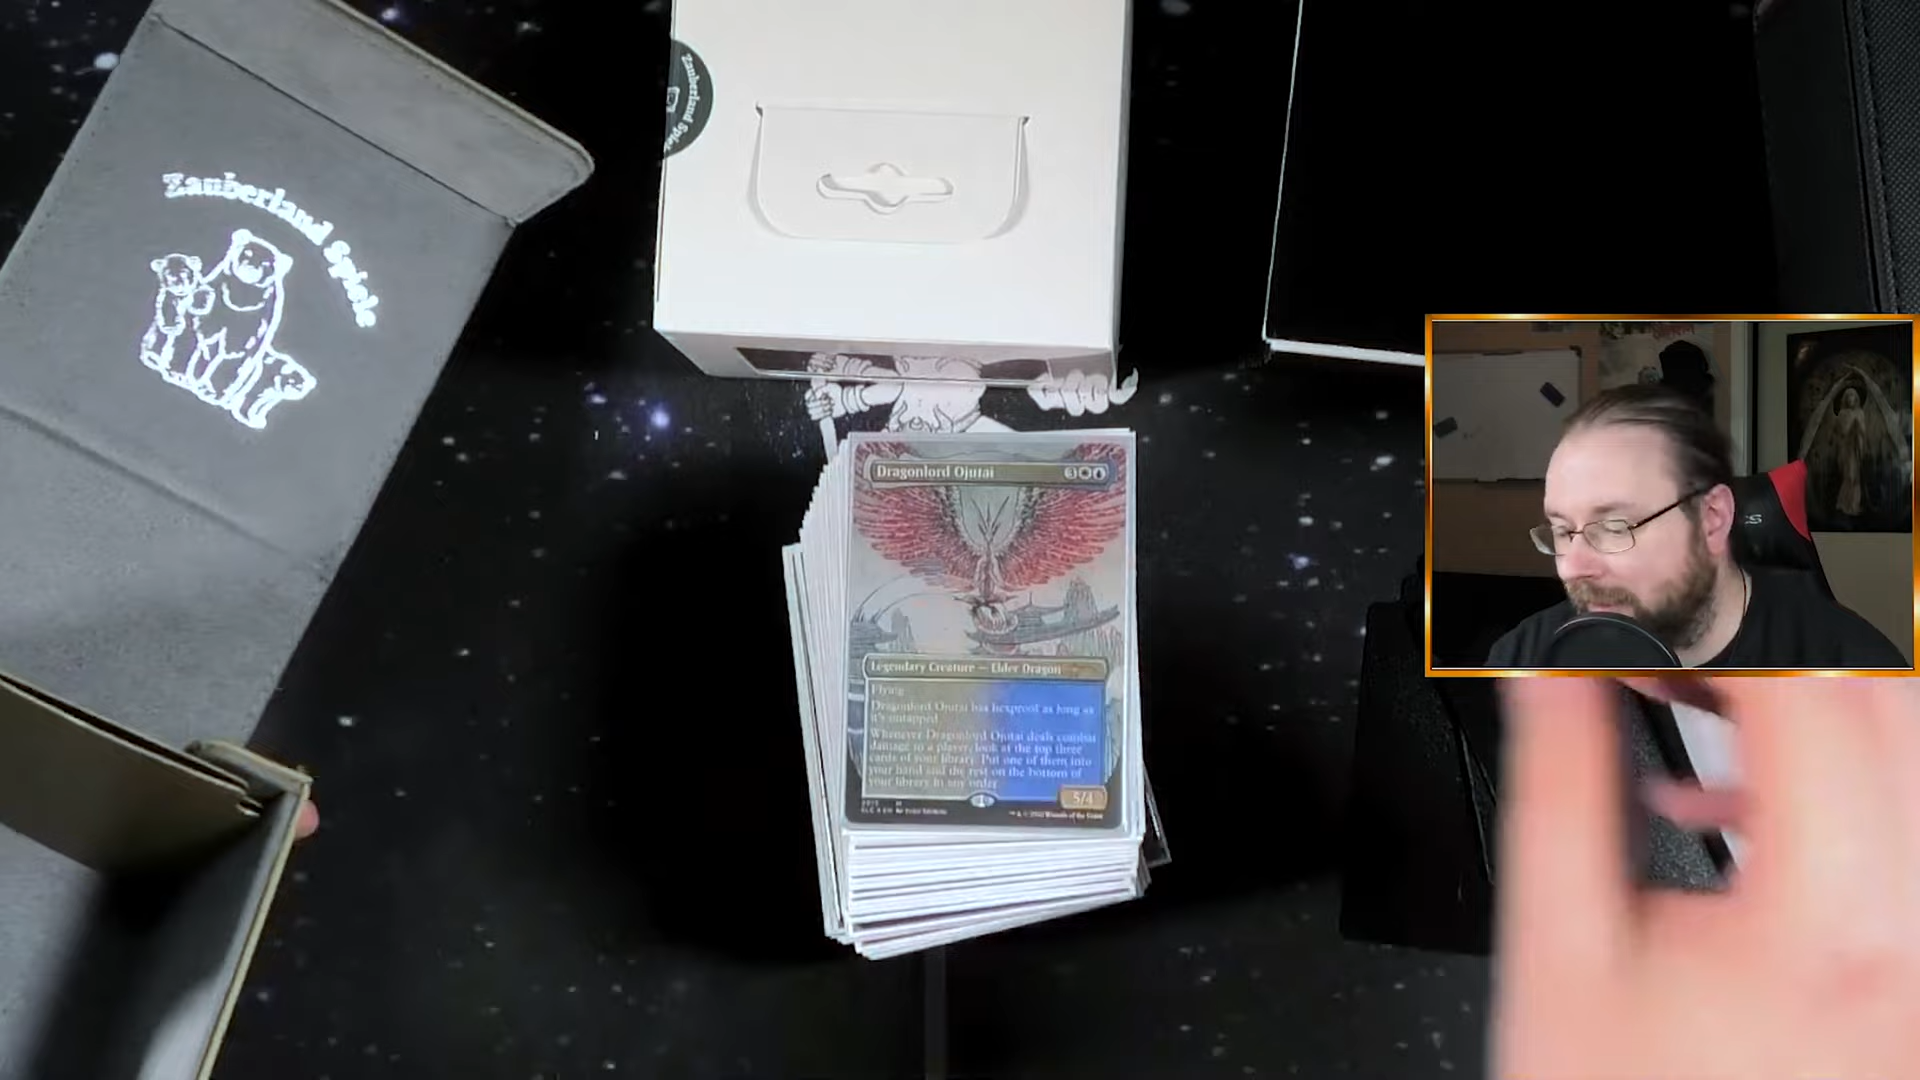 Zauberland Spiele
Zauberland Spiele
Dragonlord Ojutai
3
Legendary Creature — Elder Dragon
Flying
Dragonlord Ojutai has hexproof as long as
it's untapped.
Whenever Dragonlord Ojutai deals combat
damage to a player, look at the top three
cards of your library. Put one of them into
your hand and the rest on the bottom of
your library in any order.
5/4